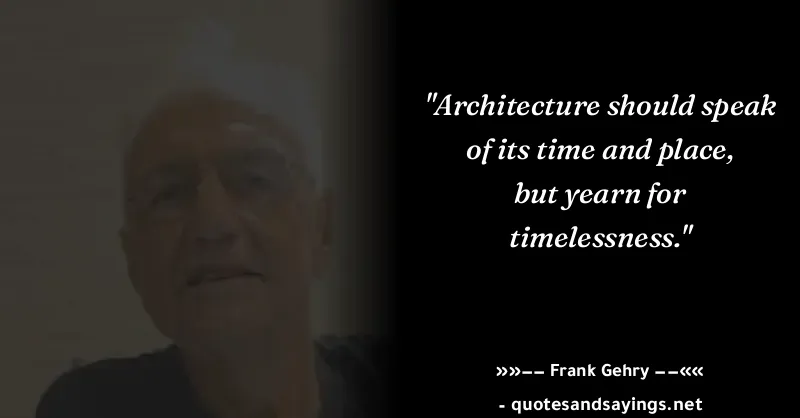 "Architecture should speak
of its time and place,
but yearn for
timelessness."
»»−− Frank Gehry −−««
- quotesandsayings.net